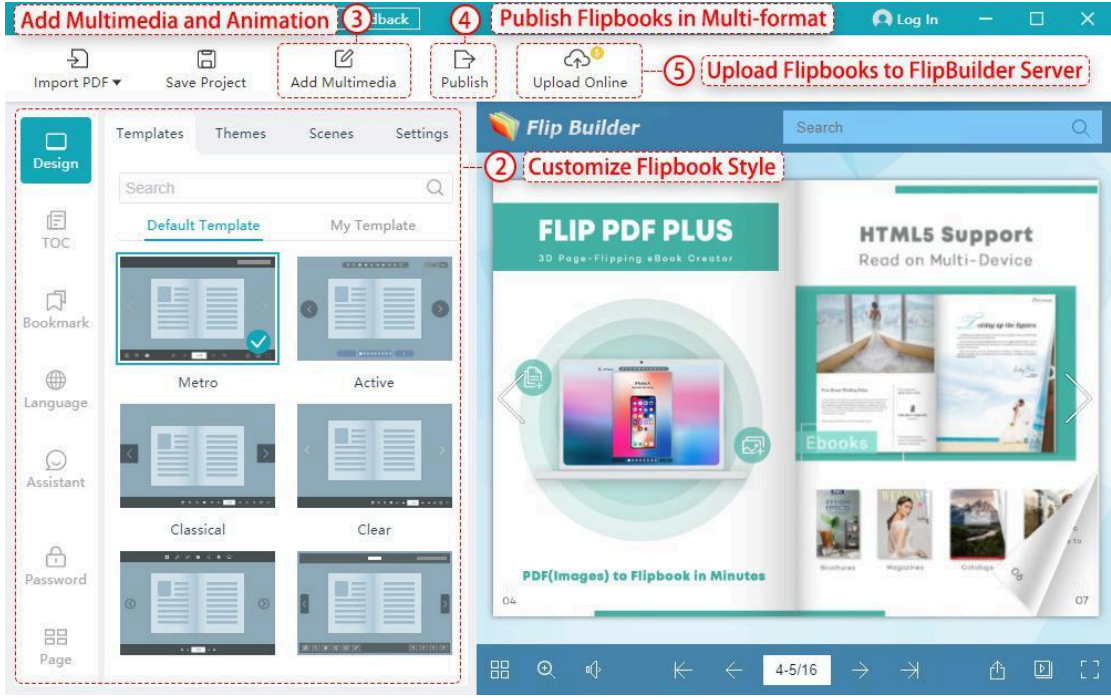 Add Multimedia and Animation
3
dback
4
Publish Flipbooks in Multi-format
Log In
Import PDF
Save Project
Add Multimedia
Publish
$
Upload Online
5
Upload Flipbooks to FlipBuilder Server
Design
TOC
Bookmark
Language
Assistant
Password
Page
Templates
Themes
Scenes
Settings
Search
Default Template
My Template
Metro
Active
Classical
Clear
2
Customize Flipbook Style
Flip Builder
Search
FLIP PDF PLUS
3D Page-Flipping eBook Creator
PDF(Images) to Flipbook in Minutes
04
HTML5 Support
Read on Multi-Device
Ebooks
Brochures
Magazines
Catalogs
06
07
4-5/16